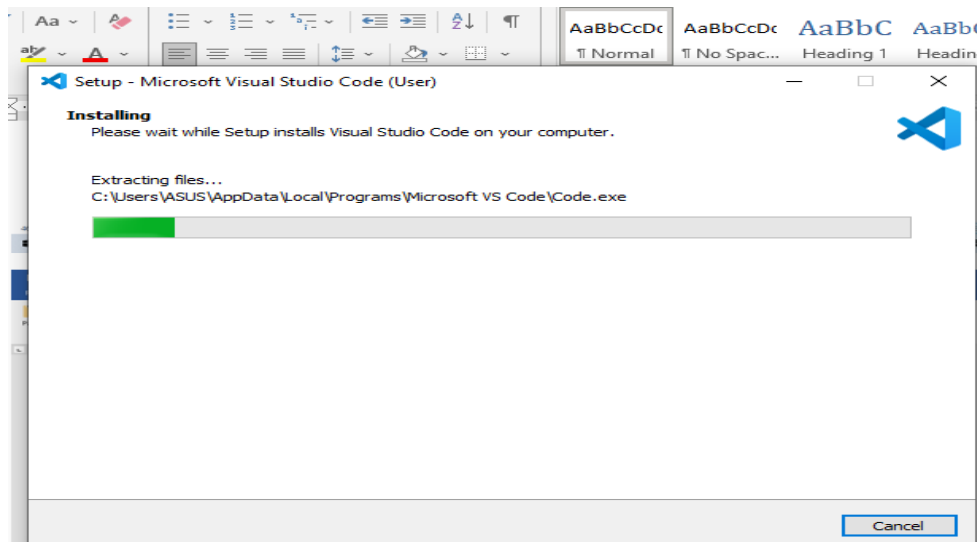 Aa
A
A
AaBbCcDc AaBbCcDc AaBbC AaBb
¶ Normal ¶ No Spac... Heading 1 Headin
Setup - Microsoft Visual Studio Code (User)
Installing
Please wait while Setup installs Visual Studio Code on your computer.
Extracting files...
C:\Users\ASUS\AppData\Local\Programs\Microsoft VS Code\Code.exe
Cancel